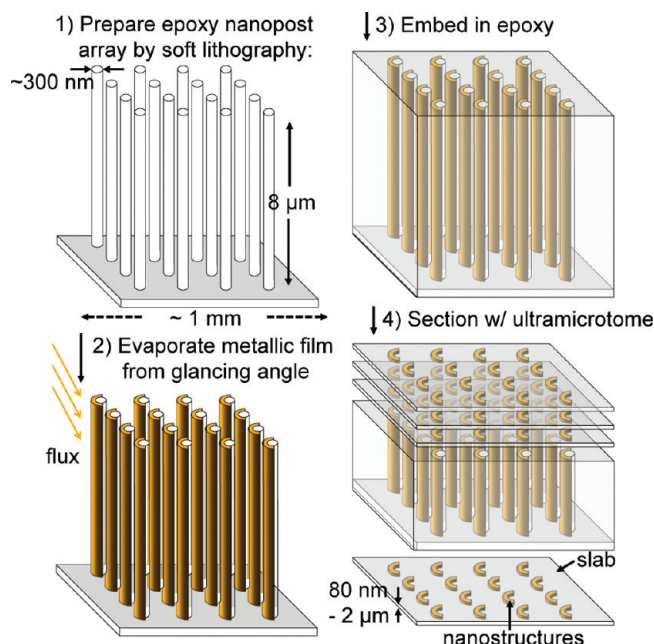 1) Prepare epoxy nanopost
array by soft lithography:
~300 nm
8 µm
~ 1 mm
2) Evaporate metallic film
from glancing angle
flux
3) Embed in epoxy
4) Section w/ ultramicrotome
slab
80 nm
- 2 µm
nanostructures